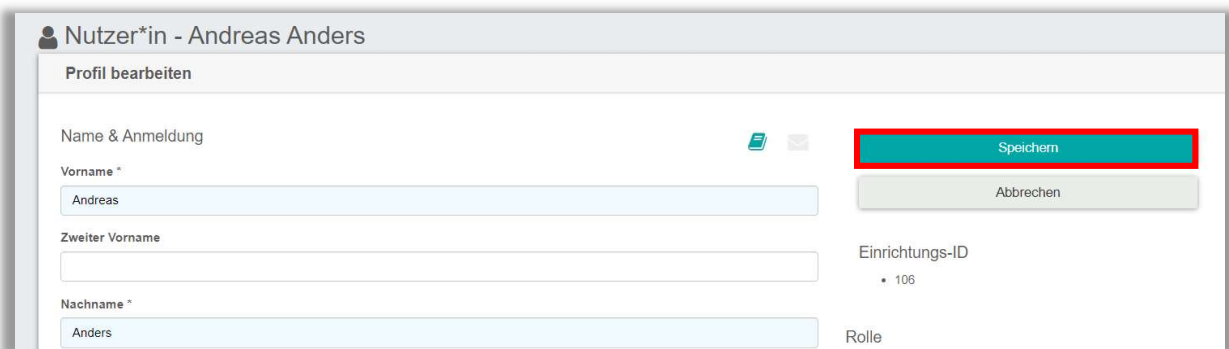 Nutzer*in - Andreas Anders
Profil bearbeiten
Name & Anmeldung
Vorname *
Andreas
Zweiter Vorname
Nachname *
Anders
Speichern
Abbrechen
Einrichtungs-ID
• 106
Rolle